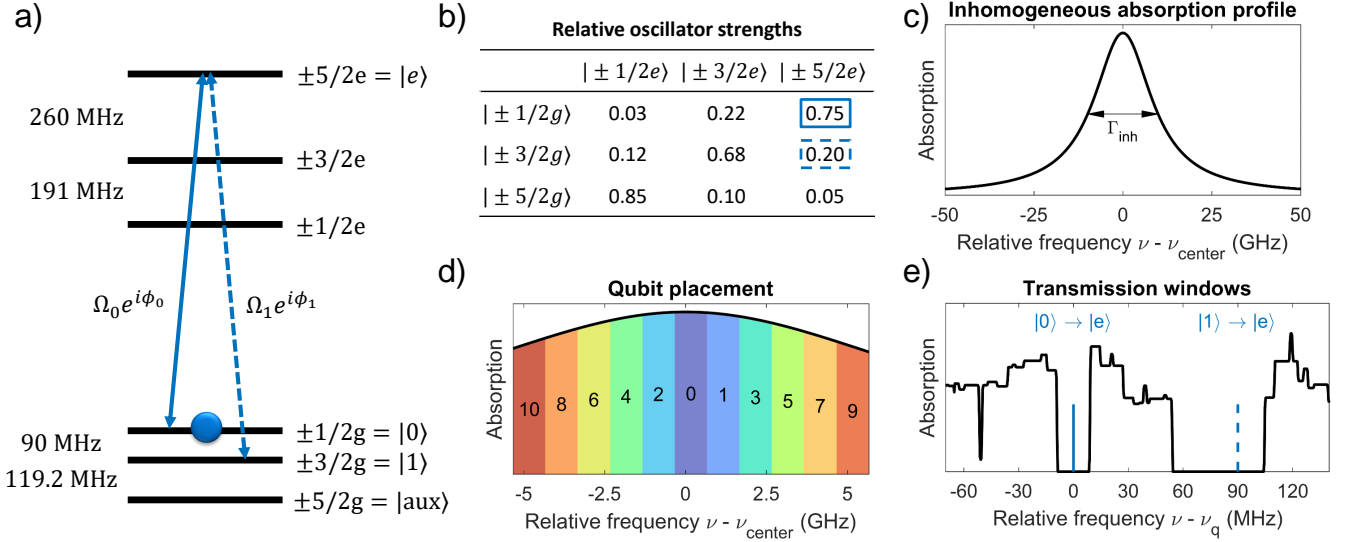 a)
±5/2e = |e⟩
260 MHz
±3/2e
191 MHz
±1/2e
Ω₀e^{iϕ₀}
Ω₁e^{iϕ₁}
±1/2g = |0⟩
90 MHz
±3/2g = |1⟩
119.2 MHz
±5/2g = |aux⟩
b)
Relative oscillator strengths
| ± 1/2e⟩ | ± 3/2e⟩ | ± 5/2e⟩
| ± 1/2g⟩ 0.03 0.22 0.75
| ± 3/2g⟩ 0.12 0.68 0.20
| ± 5/2g⟩ 0.85 0.10 0.05
c)
Inhomogeneous absorption profile
Absorption
Γ_inh
-50 -25 0 25 50
Relative frequency ν - ν_center (GHz)
d)
Qubit placement
Absorption
10 8 6 4 2 0 1 3 5 7 9
-5 -2.5 0 2.5 5
Relative frequency ν - ν_center (GHz)
e)
Transmission windows
|0⟩ → |e⟩ |1⟩ → |e⟩
Absorption
-60 -30 0 30 60 90 120
Relative frequency ν - ν_q (MHz)